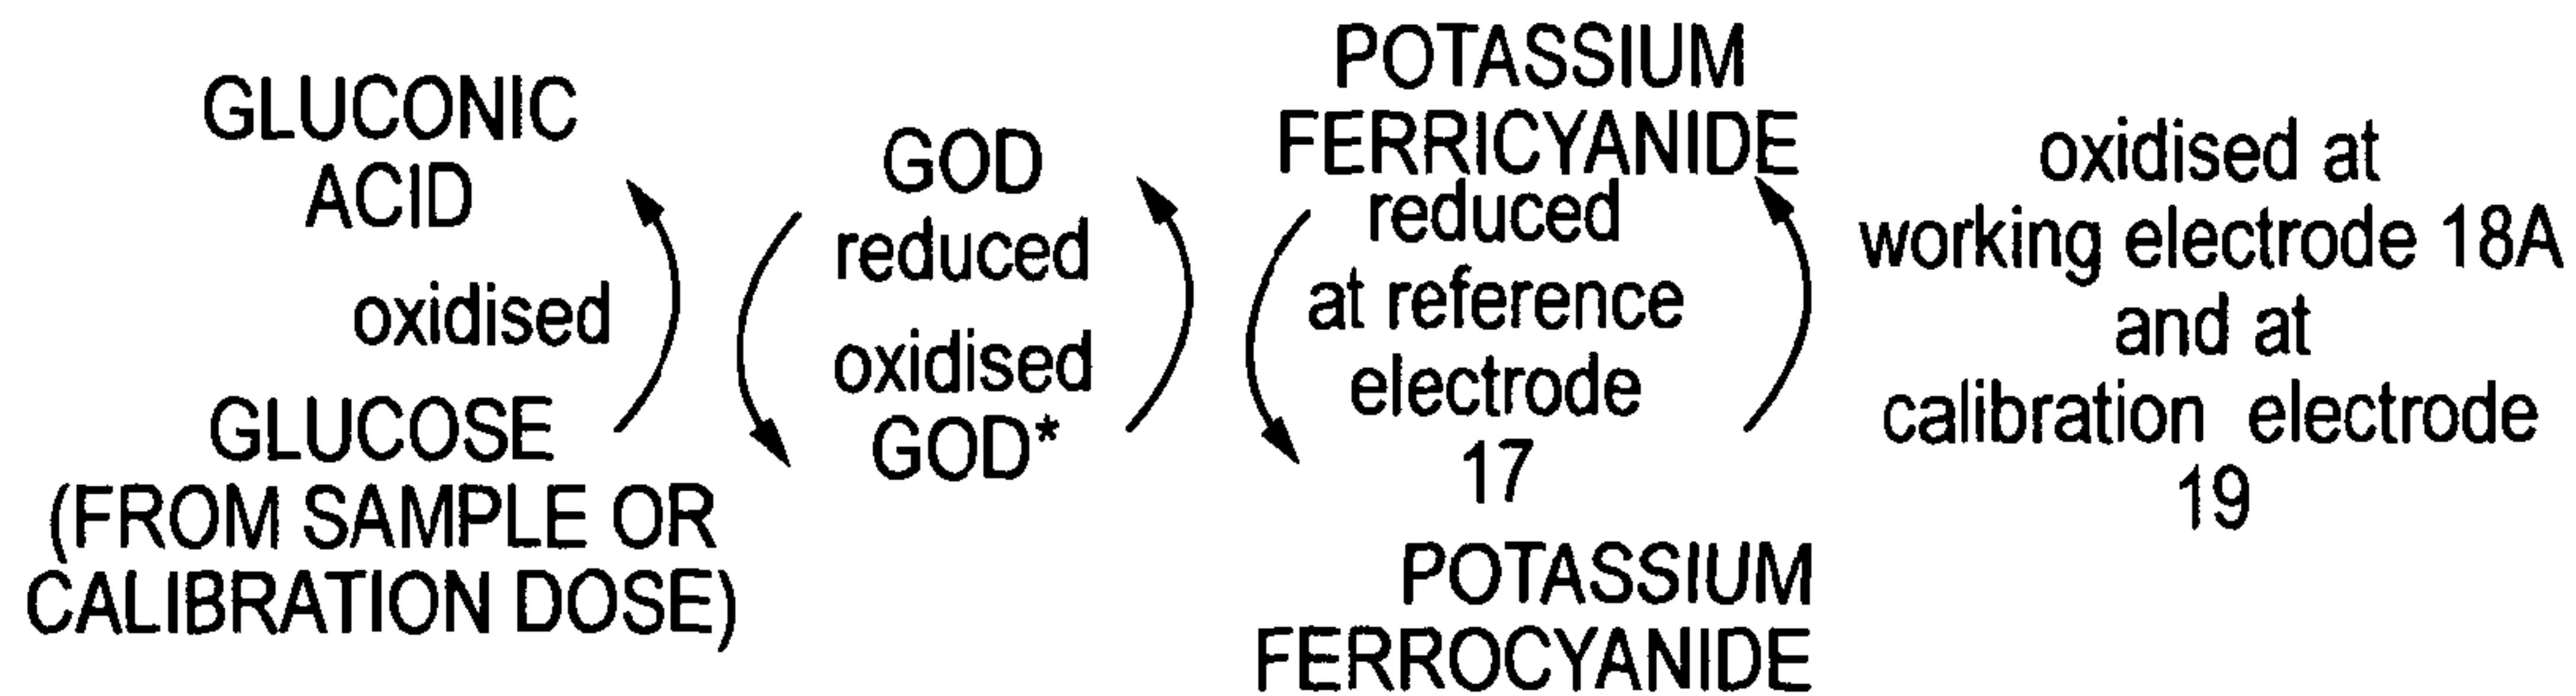 GLUCONIC
ACID
oxidised
GLUCOSE
(FROM SAMPLE OR
CALIBRATION DOSE)
GOD
reduced
oxidised
GOD*
POTASSIUM
FERRICYANIDE
reduced
at reference
electrode
17
POTASSIUM
FERROCYANIDE
oxidised at
working electrode 18A
and at
calibration electrode
19